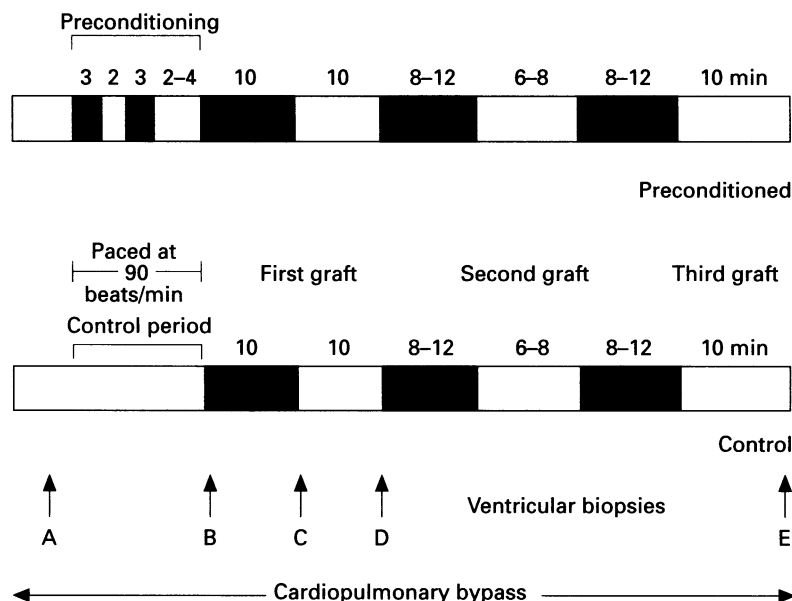 Preconditioning
3 2 3 2–4 10 10 8–12 6–8 8–12 10 min
Preconditioned
Paced at
90
beats/min
First graft Second graft Third graft
Control period
10 10 8–12 6–8 8–12 10 min
Control
Ventricular biopsies
A B C D E
Cardiopulmonary bypass